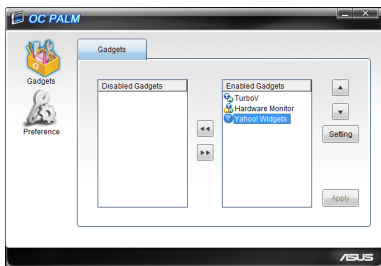 OC PALM
Gadgets
Gadgets
Preference
Disabled Gadgets
Enabled Gadgets
TurboV
Hardware Monitor
Yahoo! Widgets
Setting
Apply
ASUS